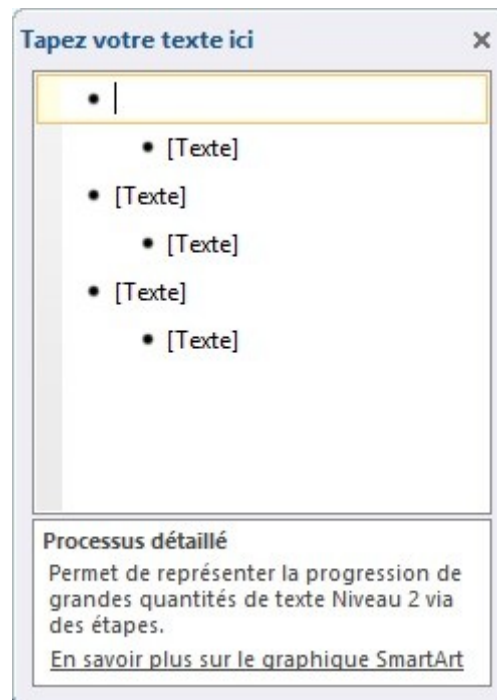 Tapez votre texte ici
[Texte]
[Texte]
[Texte]
[Texte]
[Texte]
Processus détaillé
Permet de représenter la progression de
grandes quantités de texte Niveau 2 via
des étapes.
En savoir plus sur le graphique SmartArt